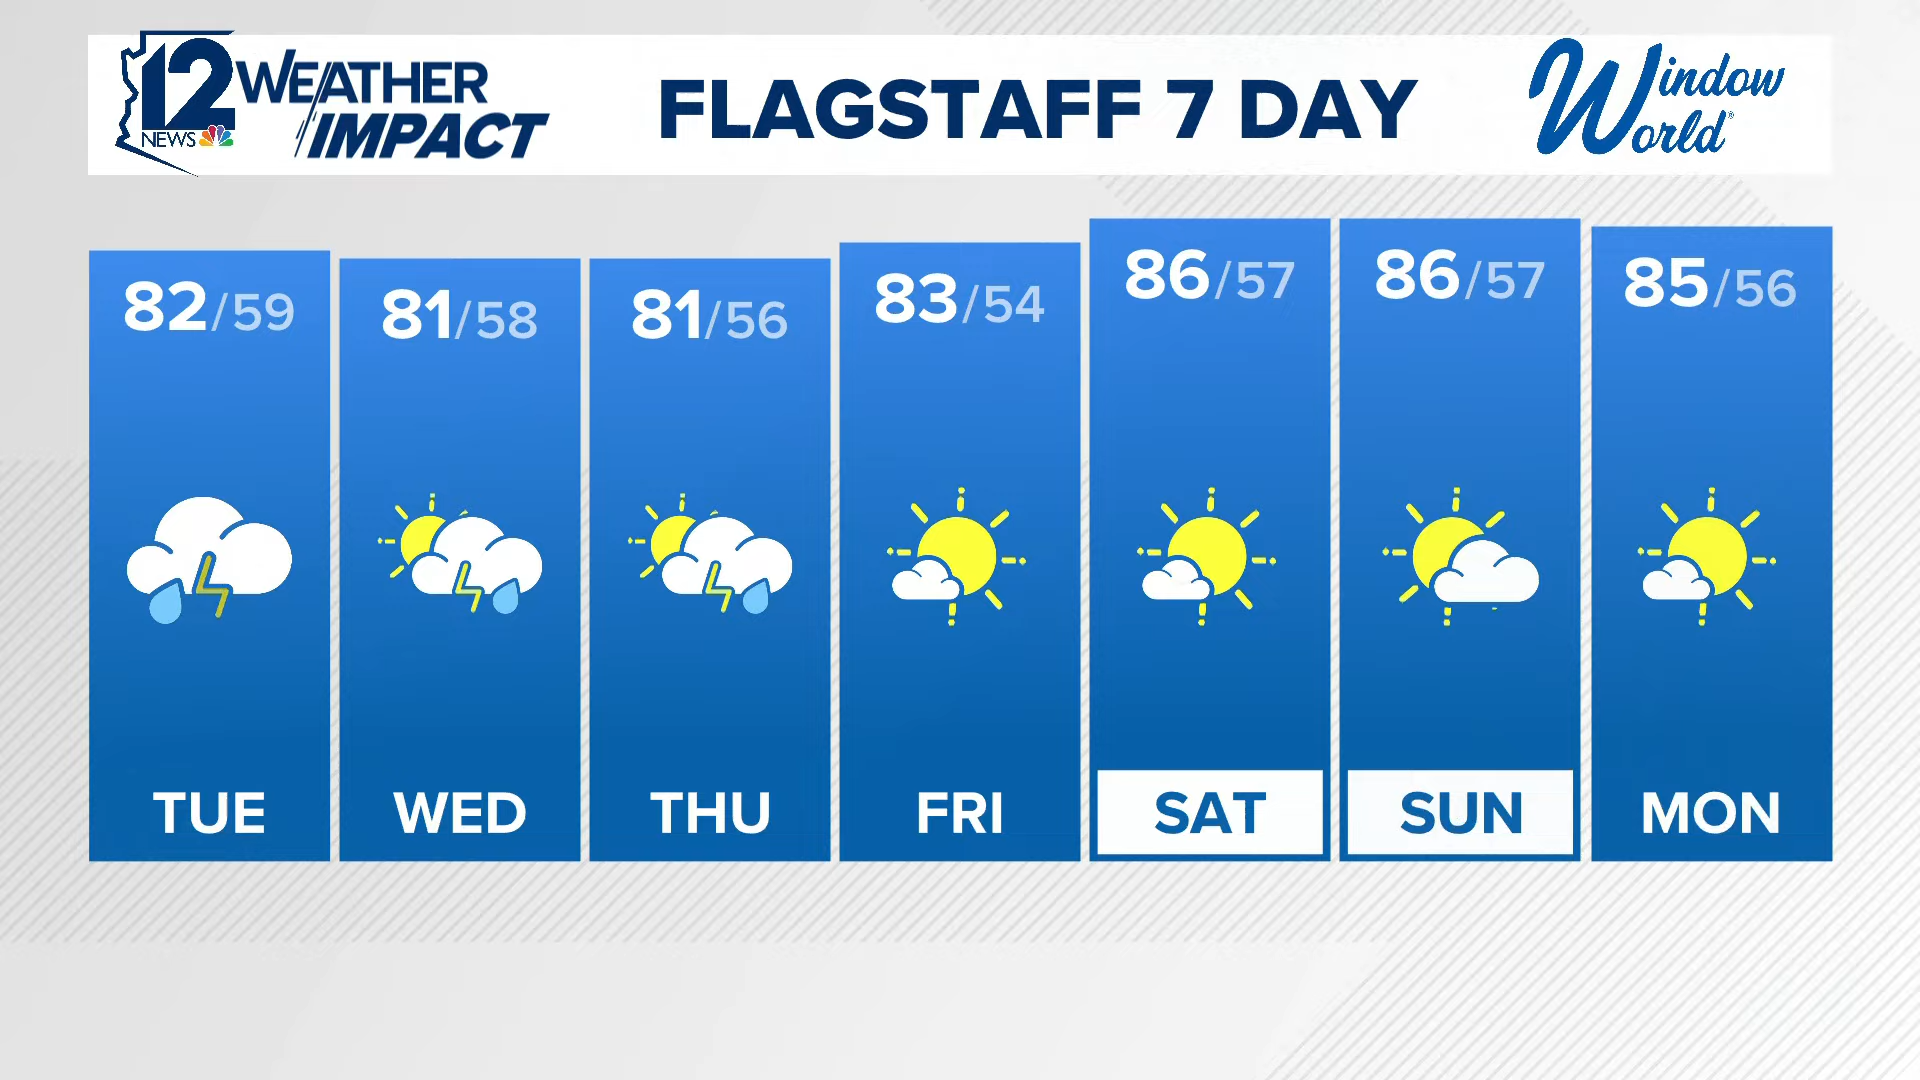 12 NEWS
WEATHER
IMPACT
FLAGSTAFF 7 DAY
Window
World®
82/59
81/58
81/56
83/54
86/57
86/57
85/56
TUE
WED
THU
FRI
SAT
SUN
MON